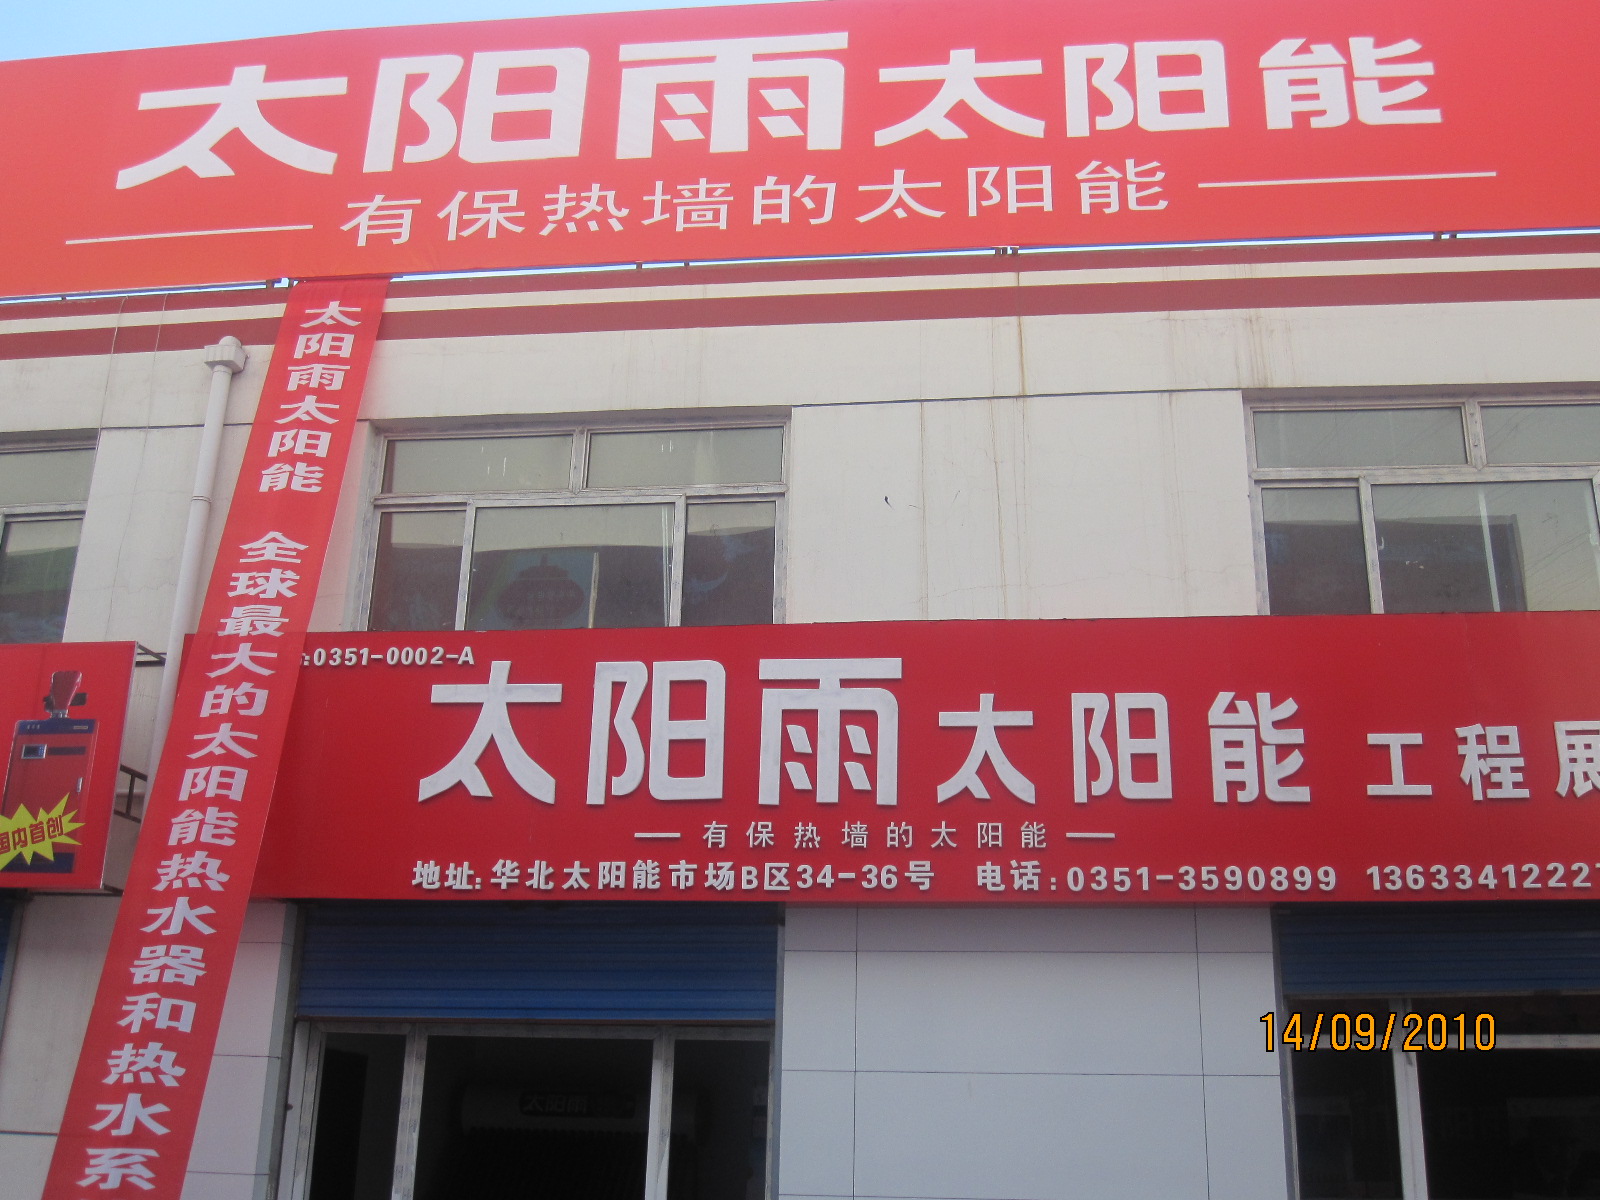 太阳雨太阳能
有保热墙的太阳能
太阳雨太阳能 全球最大的太阳能热水器和热水系
:0351-0002-A
太阳雨太阳能 工程展
有保热墙的太阳能
地址:华北太阳能市场B区34-36号 电话:0351-3590899 13633412227
国内首创
14/09/2010